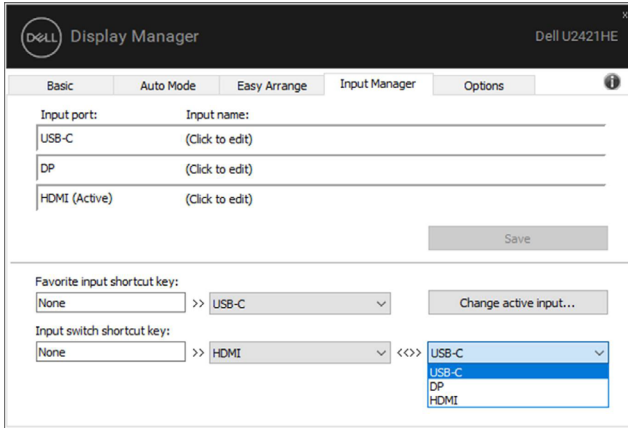 DELL Display Manager Dell U2421HE x
Basic Auto Mode Easy Arrange Input Manager Options i
Input port: Input name:
USB-C (Click to edit)
DP (Click to edit)
HDMI (Active) (Click to edit)
Save
Favorite input shortcut key:
None >> USB-C Change active input...
Input switch shortcut key:
None >> HDMI <<>> USB-C
USB-C
DP
HDMI